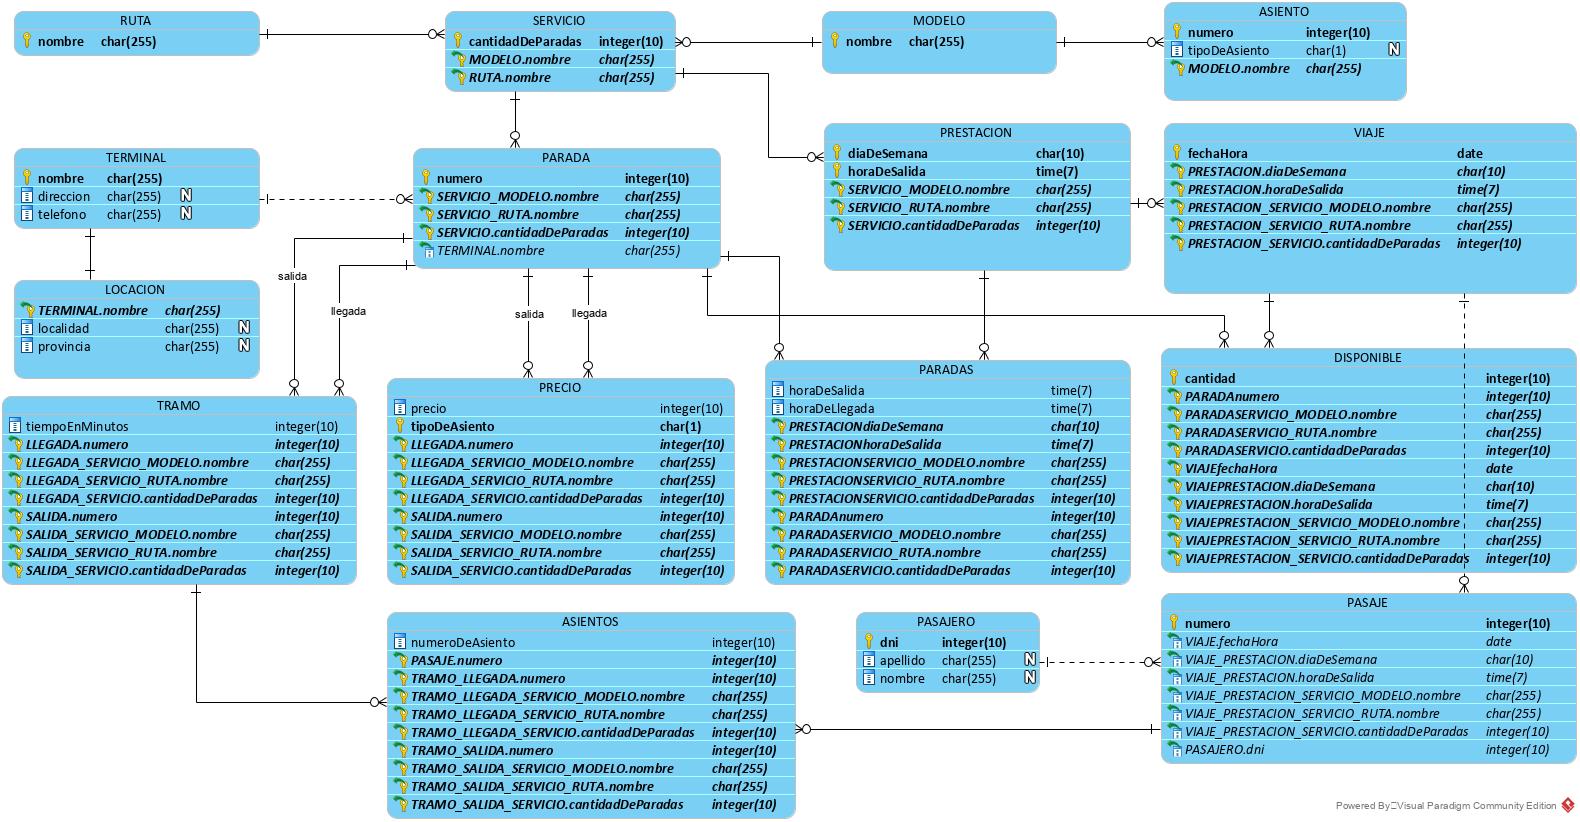 RUTA
nombre char(255)
SERVICIO
cantidadDeParadas integer(10)
MODELO.nombre char(255)
RUTA.nombre char(255)
MODELO
nombre char(255)
ASIENTO
numero integer(10)
tipoDeAsiento char(1) N
MODELO.nombre char(255)
TERMINAL
nombre char(255)
direccion char(255) N
telefono char(255) N
PARADA
numero integer(10)
SERVICIO_MODELO.nombre char(255)
SERVICIO_RUTA.nombre char(255)
SERVICIO.cantidadDeParadas integer(10)
TERMINAL.nombre char(255)
PRESTACION
diaDeSemana char(10)
horaDeSalida time(7)
SERVICIO_MODELO.nombre char(255)
SERVICIO_RUTA.nombre char(255)
SERVICIO.cantidadDeParadas integer(10)
VIAJE
fechaHora date
PRESTACION.diaDeSemana char(10)
PRESTACION.horaDeSalida time(7)
PRESTACION_SERVICIO_MODELO.nombre char(255)
PRESTACION_SERVICIO_RUTA.nombre char(255)
PRESTACION_SERVICIO.cantidadDeParadas integer(10)
LOCACION
TERMINAL.nombre char(255)
localidad char(255) N
provincia char(255) N
salida
llegada
salida
llegada
TRAMO
tiempoEnMinutos integer(10)
LLEGADA.numero integer(10)
LLEGADA_SERVICIO_MODELO.nombre char(255)
LLEGADA_SERVICIO_RUTA.nombre char(255)
LLEGADA_SERVICIO.cantidadDeParadas integer(10)
SALIDA.numero integer(10)
SALIDA_SERVICIO_MODELO.nombre char(255)
SALIDA_SERVICIO_RUTA.nombre char(255)
SALIDA_SERVICIO.cantidadDeParadas integer(10)
PRECIO
precio integer(10)
tipoDeAsiento char(1)
LLEGADA.numero integer(10)
LLEGADA_SERVICIO_MODELO.nombre char(255)
LLEGADA_SERVICIO_RUTA.nombre char(255)
LLEGADA_SERVICIO.cantidadDeParadas integer(10)
SALIDA.numero integer(10)
SALIDA_SERVICIO_MODELO.nombre char(255)
SALIDA_SERVICIO_RUTA.nombre char(255)
SALIDA_SERVICIO.cantidadDeParadas integer(10)
PARADAS
horaDeSalida time(7)
horaDeLlegada time(7)
PRESTACIONdiaDeSemana char(10)
PRESTACIONhoraDeSalida time(7)
PRESTACIONSERVICIO_MODELO.nombre char(255)
PRESTACIONSERVICIO_RUTA.nombre char(255)
PRESTACIONSERVICIO.cantidadDeParadas integer(10)
PARADAnumero integer(10)
PARADASERVICIO_MODELO.nombre char(255)
PARADASERVICIO_RUTA.nombre char(255)
PARADASERVICIO.cantidadDeParadas integer(10)
DISPONIBLE
cantidad integer(10)
PARADAnumero integer(10)
PARADASERVICIO_MODELO.nombre char(255)
PARADASERVICIO_RUTA.nombre char(255)
PARADASERVICIO.cantidadDeParadas integer(10)
VIAJEfechaHora date
VIAJEPRESTACION.diaDeSemana char(10)
VIAJEPRESTACION.horaDeSalida time(7)
VIAJEPRESTACION_SERVICIO_MODELO.nombre char(255)
VIAJEPRESTACION_SERVICIO_RUTA.nombre char(255)
VIAJEPRESTACION_SERVICIO.cantidadDeParadas integer(10)
ASIENTOS
numeroDeAsiento integer(10)
PASAJE.numero integer(10)
TRAMO_LLEGADA.numero integer(10)
TRAMO_LLEGADA_SERVICIO_MODELO.nombre char(255)
TRAMO_LLEGADA_SERVICIO_RUTA.nombre char(255)
TRAMO_LLEGADA_SERVICIO.cantidadDeParadas integer(10)
TRAMO_SALIDA.numero integer(10)
TRAMO_SALIDA_SERVICIO_MODELO.nombre char(255)
TRAMO_SALIDA_SERVICIO_RUTA.nombre char(255)
TRAMO_SALIDA_SERVICIO.cantidadDeParadas integer(10)
PASAJERO
dni integer(10)
apellido char(255) N
nombre char(255) N
PASAJE
numero integer(10)
VIAJE.fechaHora date
VIAJE_PRESTACION.diaDeSemana char(10)
VIAJE_PRESTACION.horaDeSalida time(7)
VIAJE_PRESTACION_SERVICIO_MODELO.nombre char(255)
VIAJE_PRESTACION_SERVICIO_RUTA.nombre char(255)
VIAJE_PRESTACION_SERVICIO.cantidadDeParadas integer(10)
PASAJERO.dni integer(10)
Powered By□Visual Paradigm Community Edition